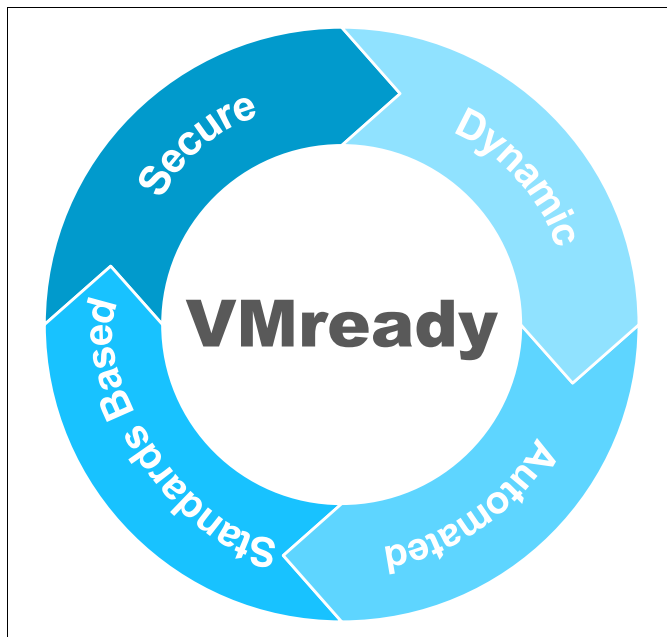 Secure
Dynamic
VMready
Automated
Standards Based